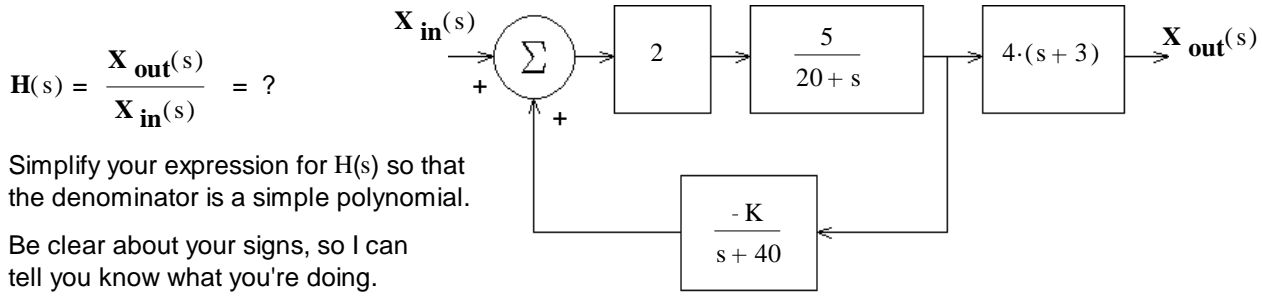 X in(s)
Σ
+
+
2
5
20 + s
4·(s + 3)
X out(s)
H(s) = X out(s) / X in(s) = ?
Simplify your expression for H(s) so that
the denominator is a simple polynomial.
Be clear about your signs, so I can
tell you know what you're doing.
- K
s + 40